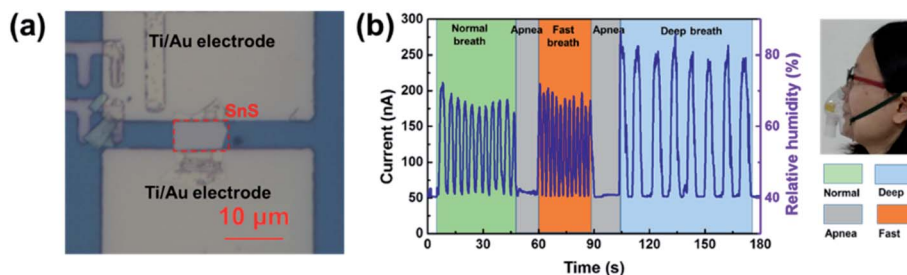 (a)
Ti/Au electrode
SnS
Ti/Au electrode
10 μm
(b)
Current (nA)
300
250
200
150
100
50
0
Normal
breath
Apnea
Fast
breath
Apnea
Deep breath
80
60
40
20
Relative humidity (%)
0 30 60 90 120 150 180
Time (s)
Normal Deep
Apnea Fast